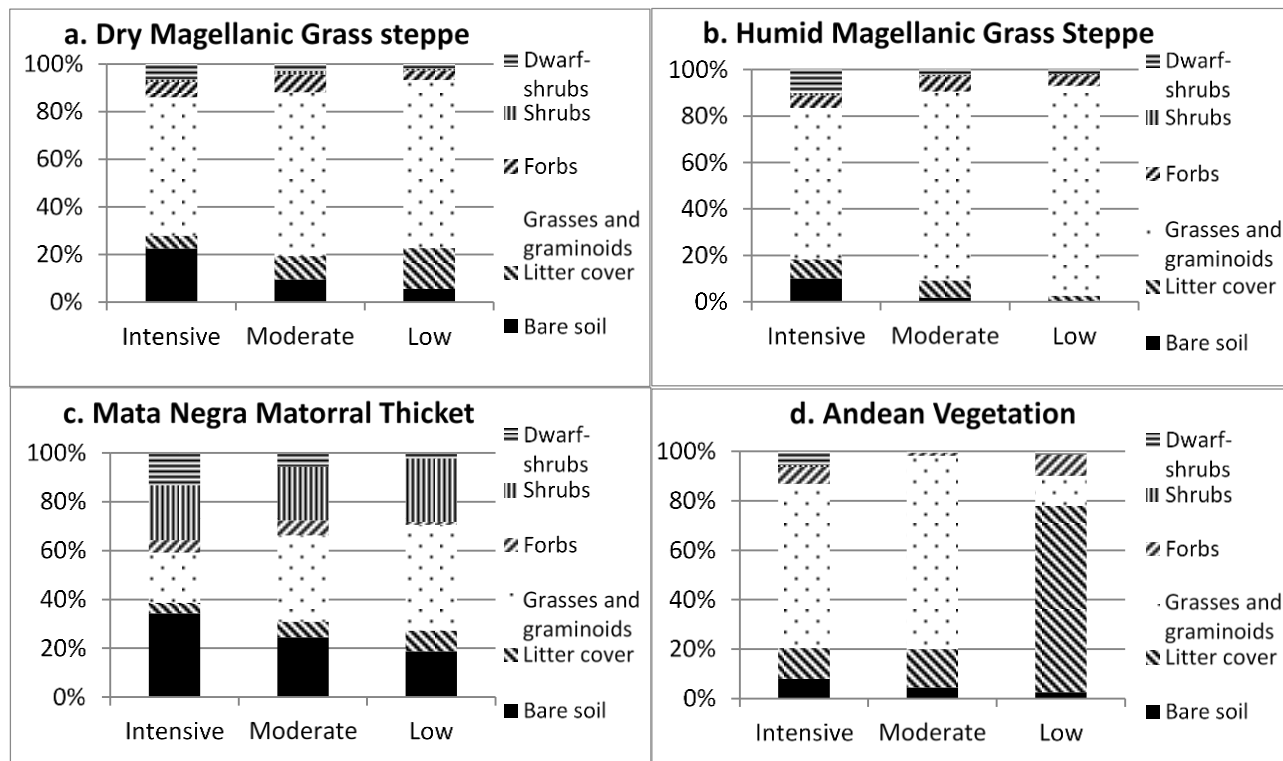 a. Dry Magellanic Grass steppe
100%
80%
60%
40%
20%
0%
Intensive
Moderate
Low
Dwarf-
shrubs
Shrubs
Forbs
Grasses and
graminoids
Litter cover
Bare soil
b. Humid Magellanic Grass Steppe
100%
80%
60%
40%
20%
0%
Intensive
Moderate
Low
Dwarf-
shrubs
Shrubs
Forbs
Grasses and
graminoids
Litter cover
Bare soil
c. Mata Negra Matorral Thicket
100%
80%
60%
40%
20%
0%
Intensive
Moderate
Low
Dwarf-
shrubs
Shrubs
Forbs
Grasses and
graminoids
Litter cover
Bare soil
d. Andean Vegetation
100%
80%
60%
40%
20%
0%
Intensive
Moderate
Low
Dwarf-
shrubs
Shrubs
Forbs
Grasses and
graminoids
Litter cover
Bare soil